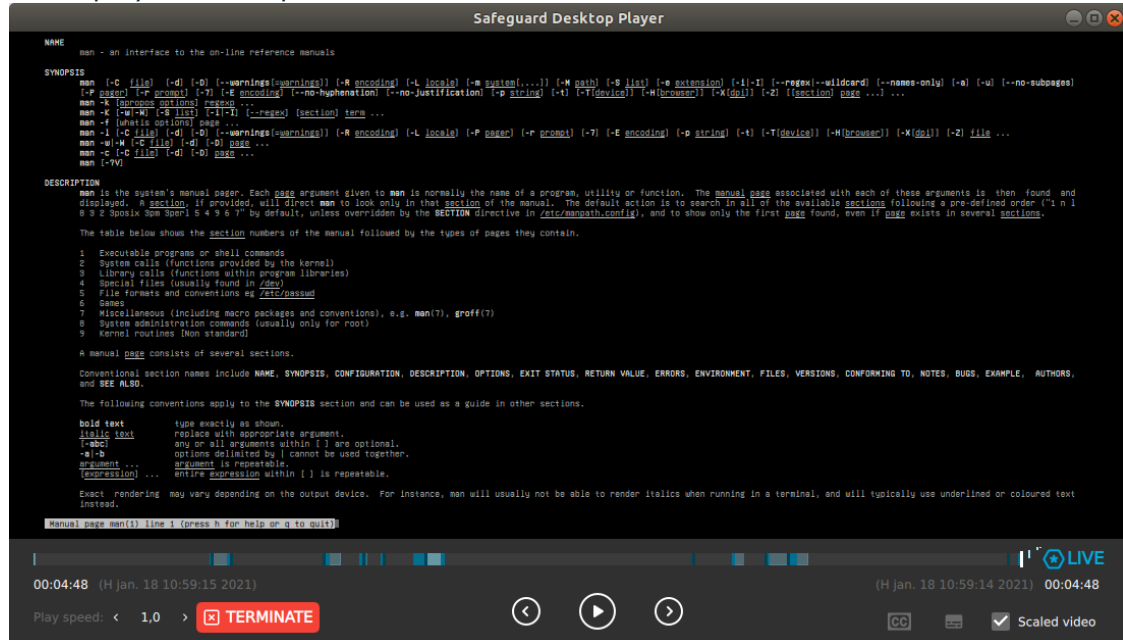 Safeguard Desktop Player
NAME
man - an interface to the on-line reference manuals
SYNOPSIS
man [-C file] [-d] [-D] [--warnings[=warnings]] [-R encoding] [-L locale] [-m system[,...]] [-M path] [-S list] [-e extension] [-i|-I] [--regex|--wildcard] [--names-only] [-a] [-u] [--no-subpages]
[-P pager] [-r prompt] [-7] [-E encoding] [--no-hyphenation] [--no-justification] [-p string] [-t] [-T[device]] [-H[browser]] [-X[dpi]] [-Z] [[section] page ...] ...
man -k [apropos options] regexp ...
man -K [-w|-W] [-S list] [-i|-I] [--regex] [section] term ...
man -f [whatis options] page ...
man -l [-C file] [-d] [-D] [--warnings[=warnings]] [-R encoding] [-L locale] [-P pager] [-r prompt] [-7] [-E encoding] [-p string] [-t] [-T[device]] [-H[browser]] [-X[dpi]] [-Z] file ...
man -w|-W [-C file] [-d] [-D] page ...
man -c [-C file] [-d] [-D] page ...
man [-?V]
DESCRIPTION
man is the system's manual pager. Each page argument given to man is normally the name of a program, utility or function. The manual page associated with each of these arguments is then found and
displayed. A section, if provided, will direct man to look only in that section of the manual. The default action is to search in all of the available sections following a pre-defined order ("1 n l
8 3 2 3posix 3pm 3perl 5 4 9 6 7" by default, unless overridden by the SECTION directive in /etc/manpath.config), and to show only the first page found, even if page exists in several sections.
The table below shows the section numbers of the manual followed by the types of pages they contain.
1 Executable programs or shell commands
2 System calls (functions provided by the kernel)
3 Library calls (functions within program libraries)
4 Special files (usually found in /dev)
5 File formats and conventions eg /etc/passwd
6 Games
7 Miscellaneous (including macro packages and conventions), e.g. man(7), groff(7)
8 System administration commands (usually only for root)
9 Kernel routines [Non standard]
A manual page consists of several sections.
Conventional section names include NAME, SYNOPSIS, CONFIGURATION, DESCRIPTION, OPTIONS, EXIT STATUS, RETURN VALUE, ERRORS, ENVIRONMENT, FILES, VERSIONS, CONFORMING TO, NOTES, BUGS, EXAMPLE, AUTHORS,
and SEE ALSO.
The following conventions apply to the SYNOPSIS section and can be used as a guide in other sections.
bold text type exactly as shown.
italic text replace with appropriate argument.
[-abc] any or all arguments within [ ] are optional.
-a|-b options delimited by | cannot be used together.
argument ... argument is repeatable.
[expression] ... entire expression within [ ] is repeatable.
Exact rendering may vary depending on the output device. For instance, man will usually not be able to render italics when running in a terminal, and will typically use underlined or coloured text
instead.
Manual page man(1) line 1 (press h for help or q to quit)
LIVE
00:04:48 (H jan. 18 10:59:15 2021) (H jan. 18 10:59:14 2021) 00:04:48
Play speed: 1,0 TERMINATE CC Scaled video